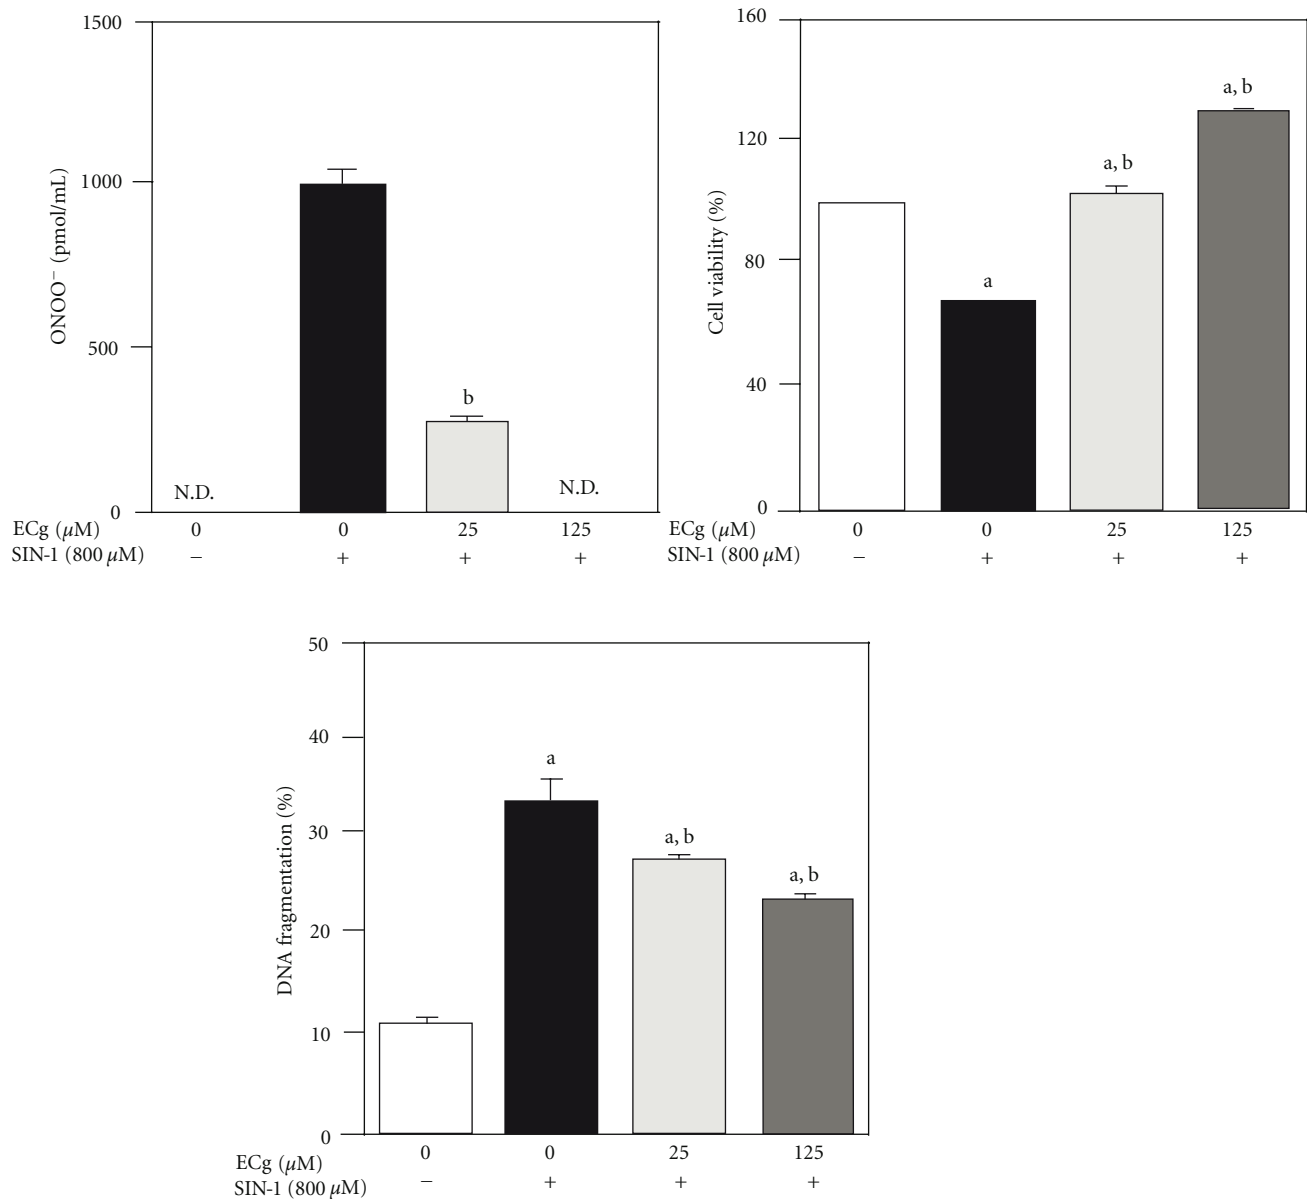 1500
1000
500
0
ONOO⁻ (pmol/mL)
N.D.
b
N.D.
ECg (μM) 0 0 25 125
SIN-1 (800 μM) − + + +
160
120
80
40
0
Cell viability (%)
a
a, b
a, b
ECg (μM) 0 0 25 125
SIN-1 (800 μM) − + + +
50
40
30
20
10
0
DNA fragmentation (%)
a
a, b
a, b
ECg (μM) 0 0 25 125
SIN-1 (800 μM) − + + +